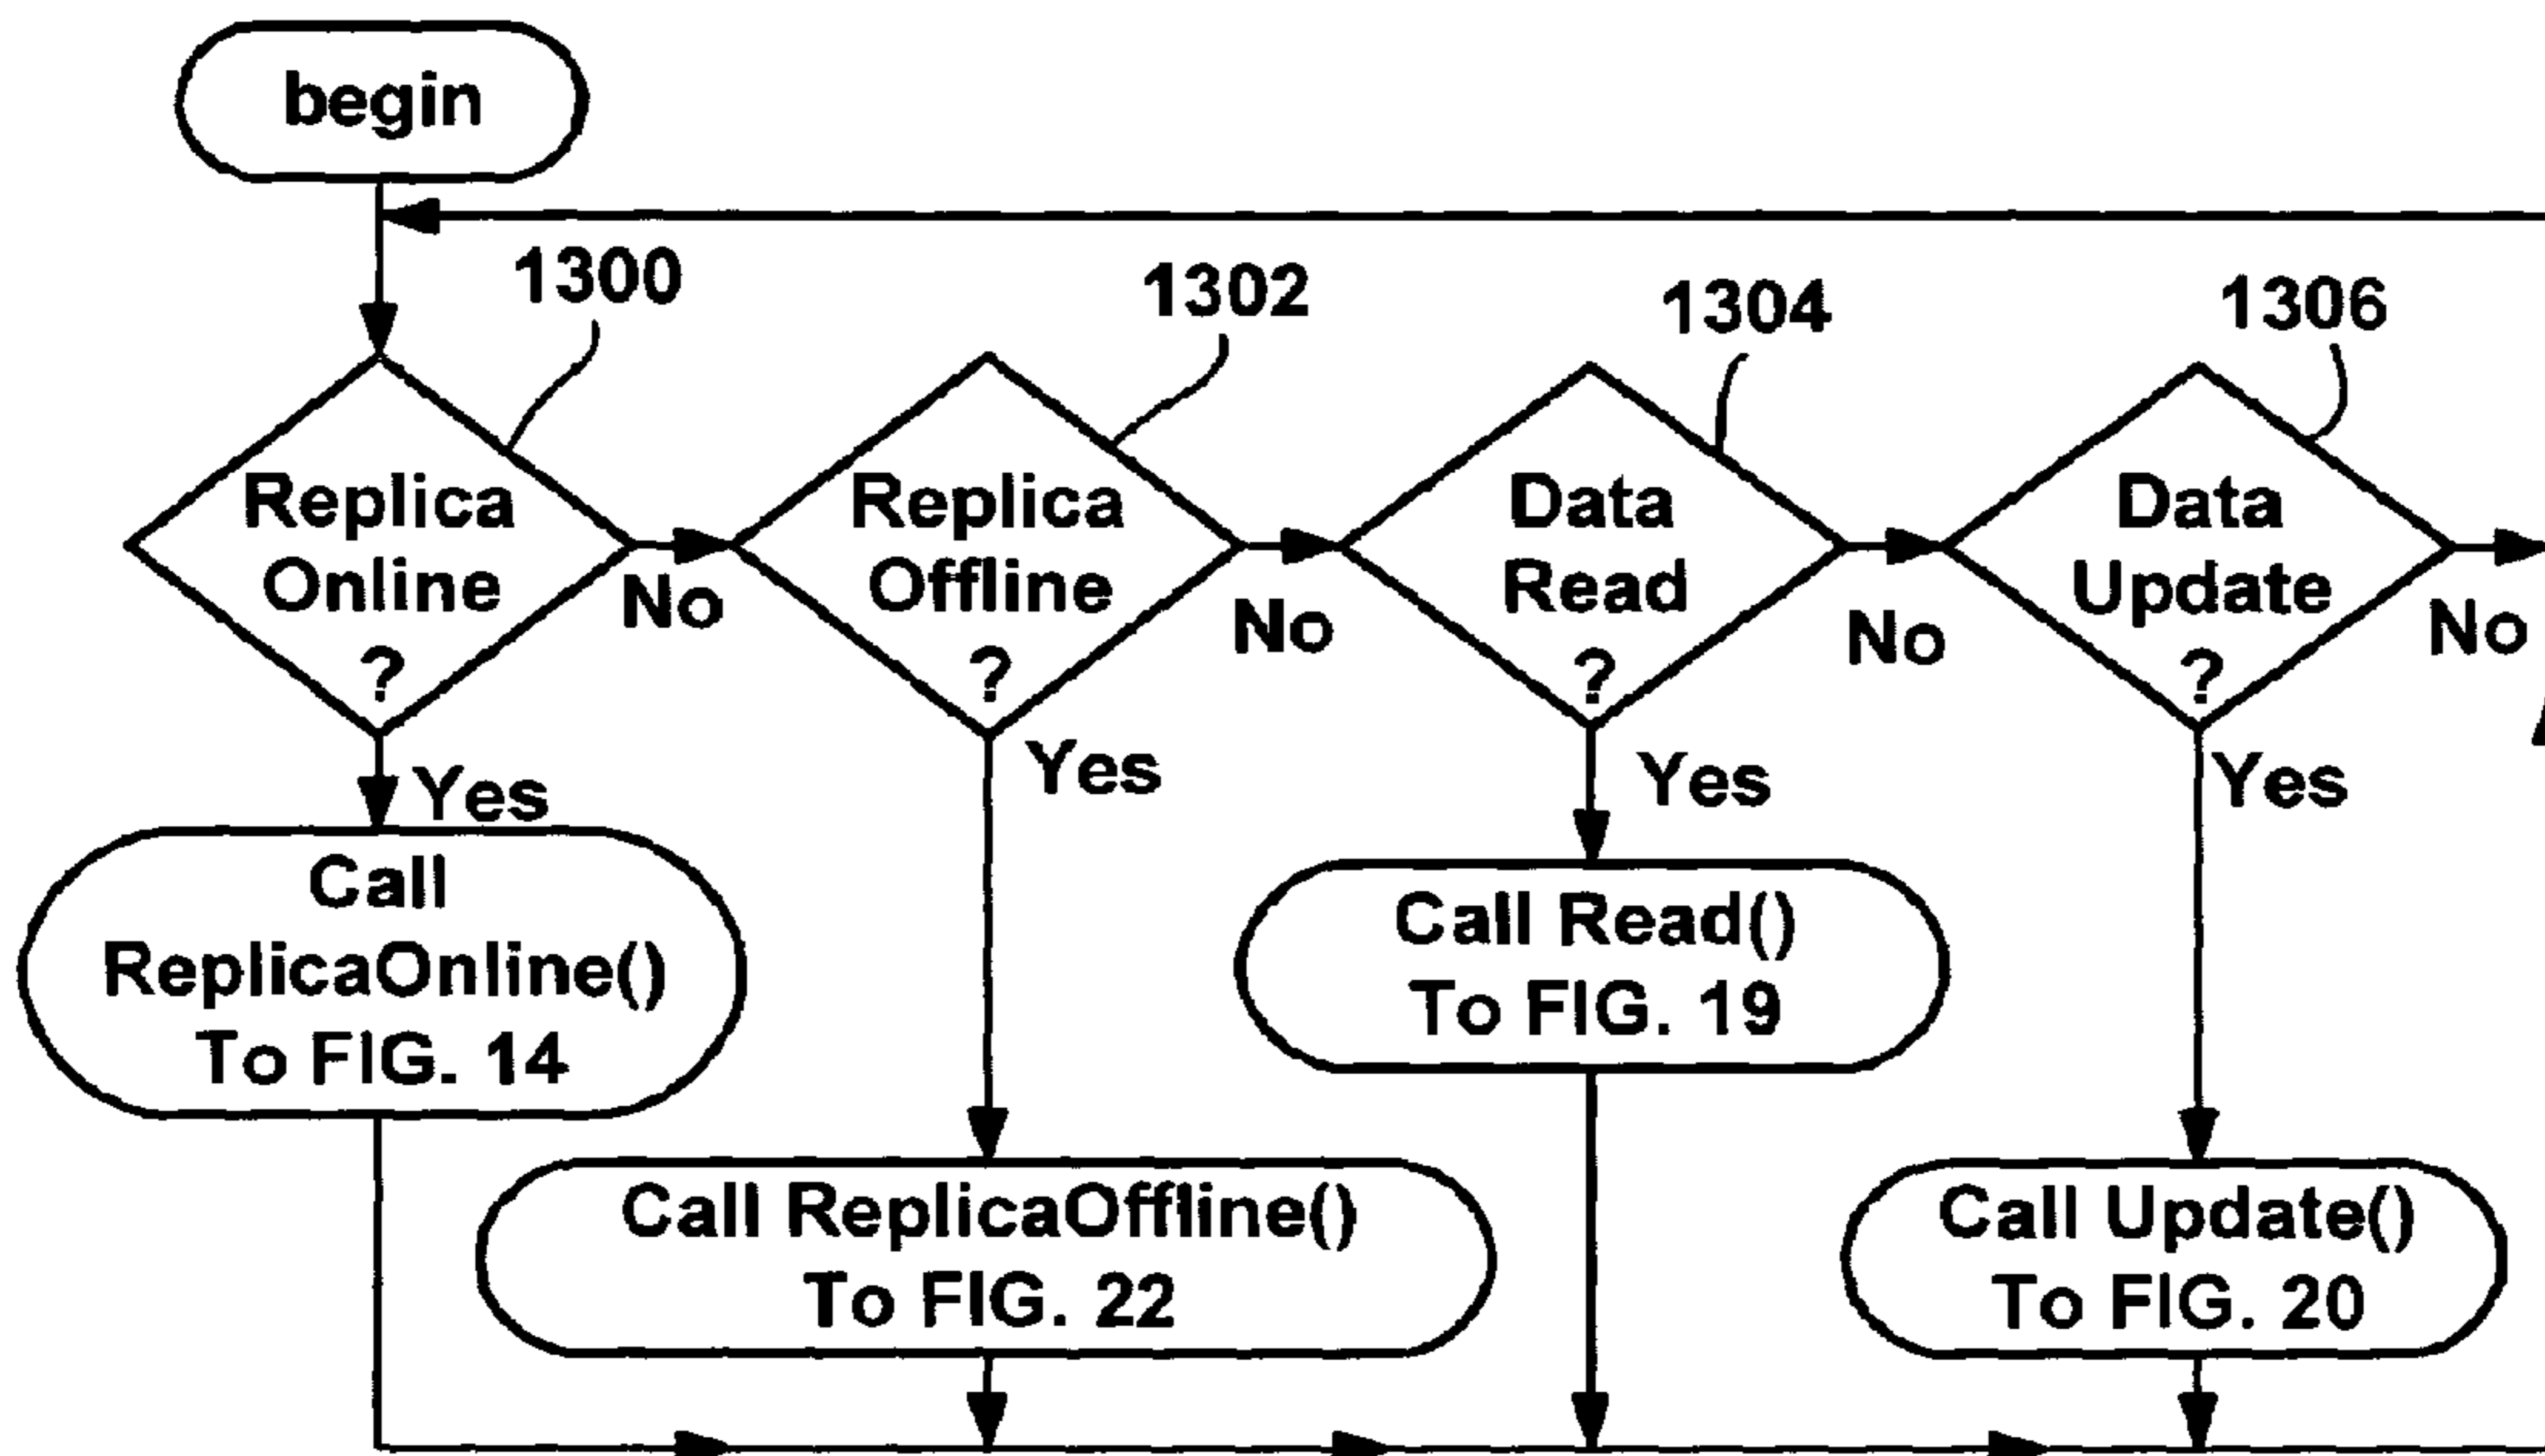 begin
1300
1302
1304
1306
Replica
Online
?
No
Replica
Offline
?
No
Data
Read
?
No
Data
Update
?
No
Yes
Yes
Yes
Yes
Call
ReplicaOnline()
To FIG. 14
Call Read()
To FIG. 19
Call ReplicaOffline()
To FIG. 22
Call Update()
To FIG. 20